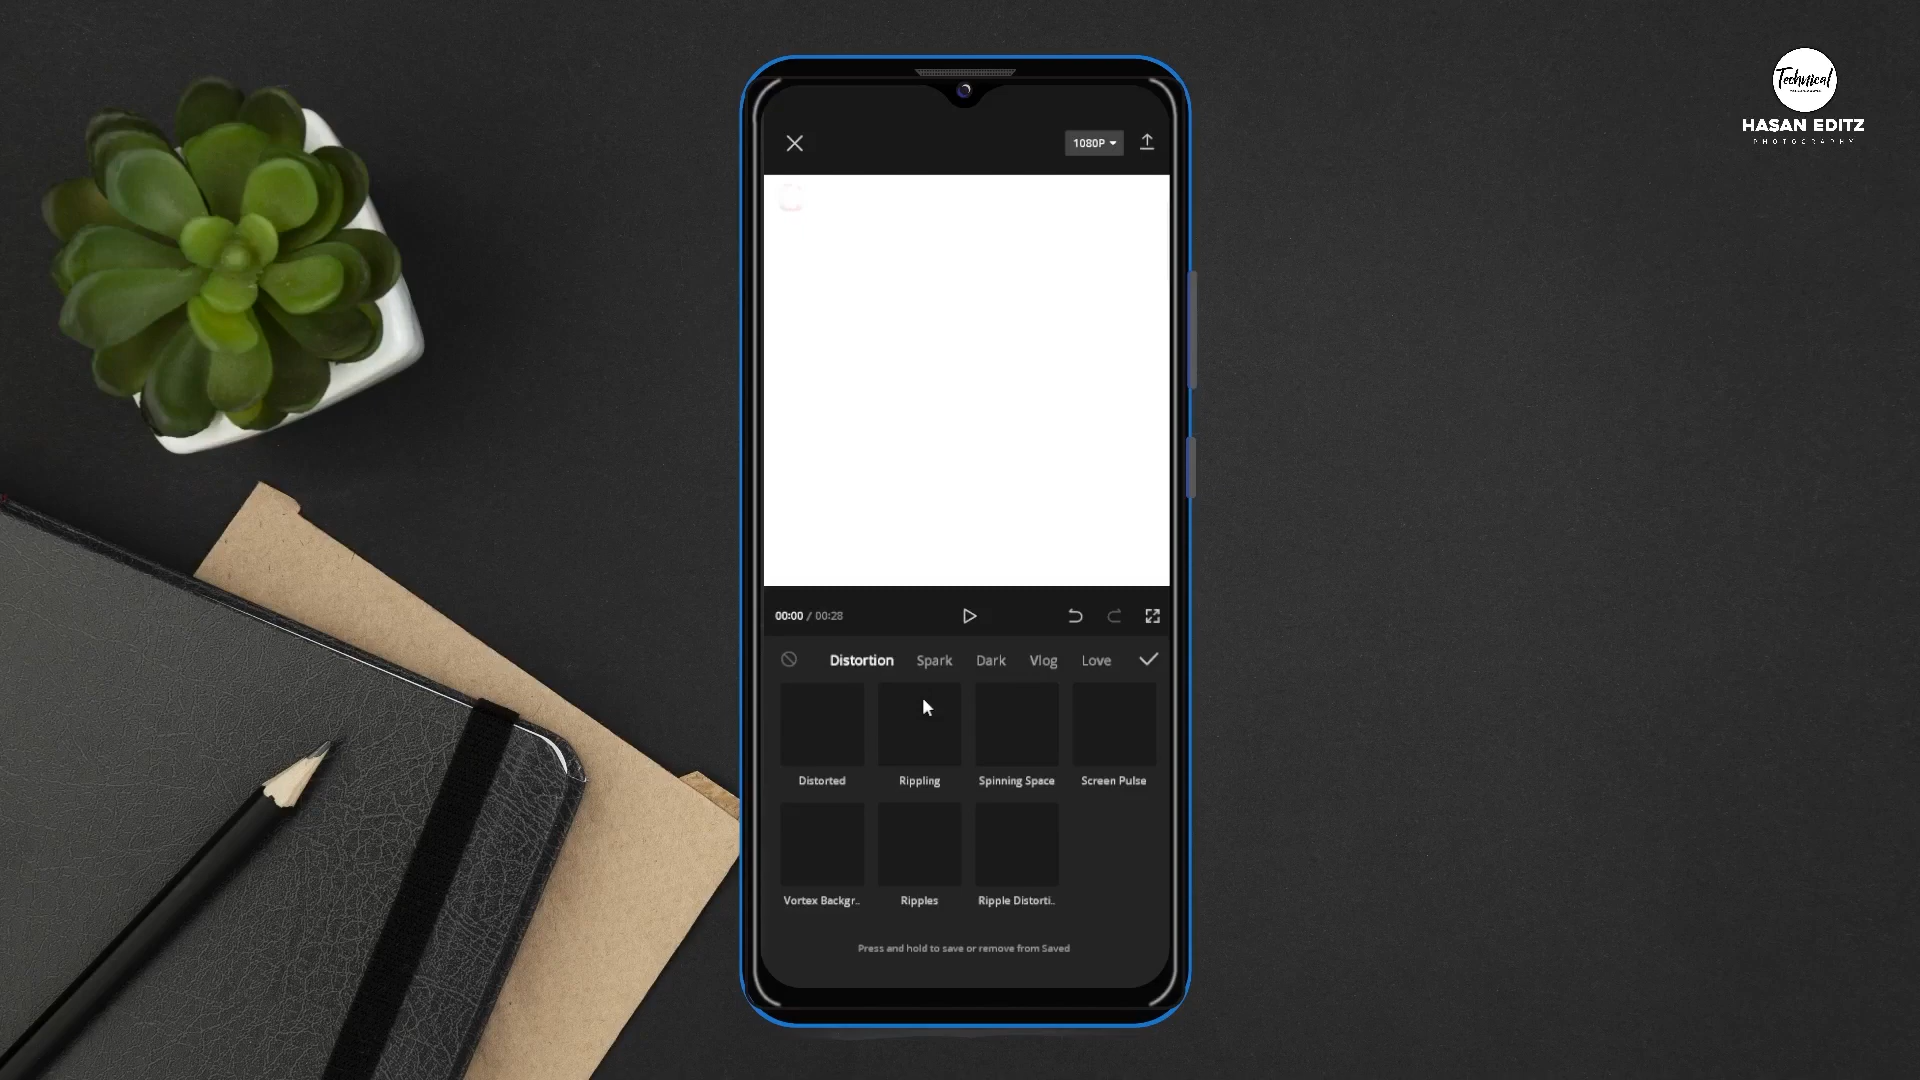 Technical
HASAN EDITZ
PHOTOGRAPHY
1080P
00:00 / 00:28
Distortion Spark Dark Vlog Love
Distorted Rippling Spinning Space Screen Pulse
Vortex Backgr.. Ripples Ripple Distorti..
Press and hold to save or remove from Saved